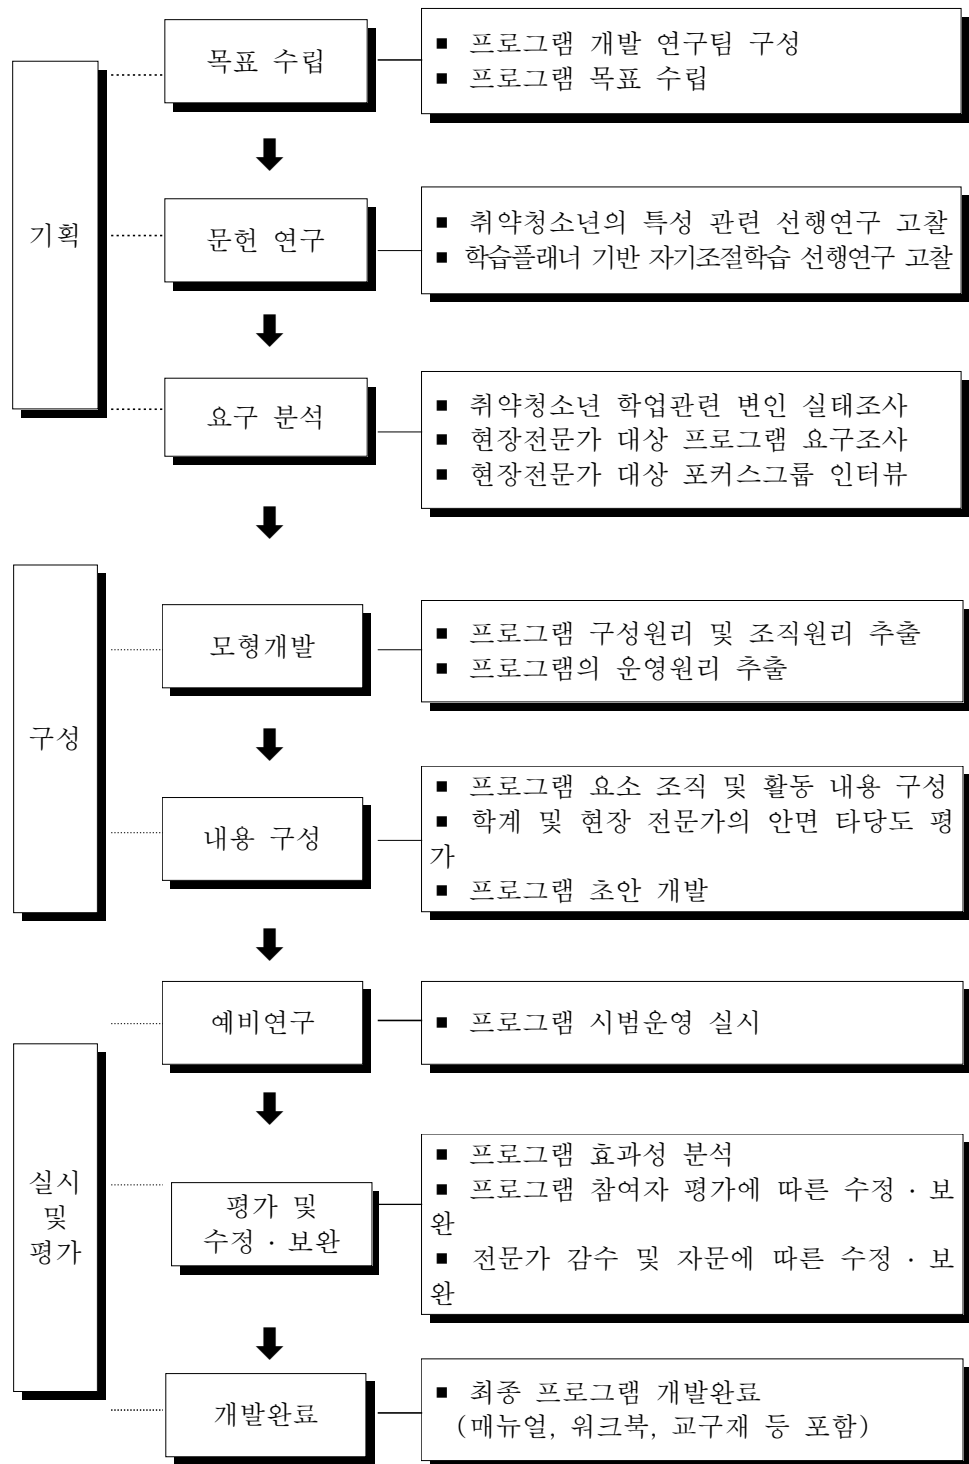 기획
목표 수립
■ 프로그램 개발 연구팀 구성
■ 프로그램 목표 수립
문헌 연구
■ 취약청소년의 특성 관련 선행연구 고찰
■ 학습플래너 기반 자기조절학습 선행연구 고찰
요구 분석
■ 취약청소년 학업관련 변인 실태조사
■ 현장전문가 대상 프로그램 요구조사
■ 현장전문가 대상 포커스그룹 인터뷰
구성
모형개발
■ 프로그램 구성원리 및 조직원리 추출
■ 프로그램의 운영원리 추출
내용 구성
■ 프로그램 요소 조직 및 활동 내용 구성
■ 학계 및 현장 전문가의 안면 타당도 평
가
■ 프로그램 초안 개발
실시
및
평가
예비연구
■ 프로그램 시범운영 실시
평가 및
수정 · 보완
■ 프로그램 효과성 분석
■ 프로그램 참여자 평가에 따른 수정 · 보
완
■ 전문가 감수 및 자문에 따른 수정 · 보
완
개발완료
■ 최종 프로그램 개발완료
(매뉴얼, 워크북, 교구재 등 포함)